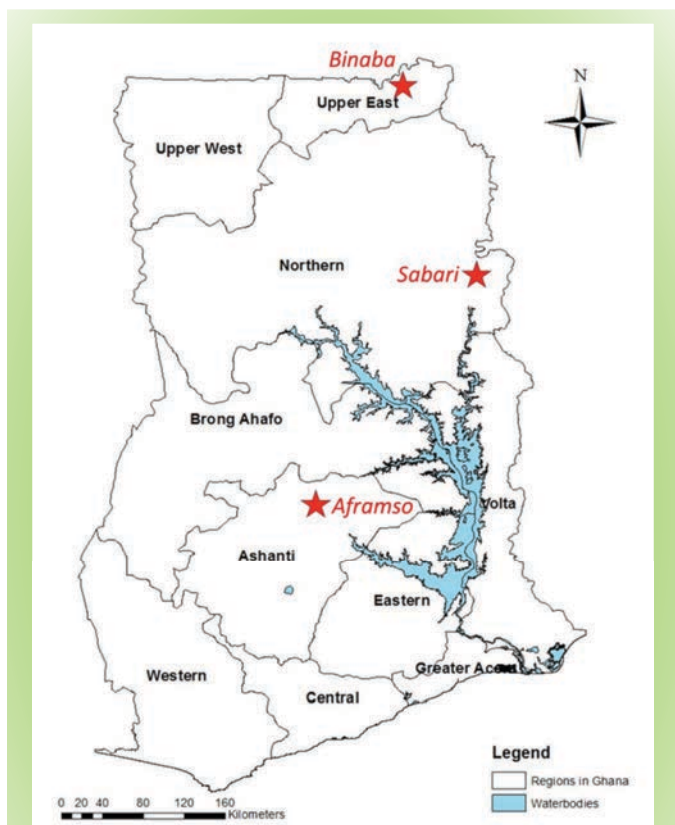 Binaba
N
Upper East
Upper West
Northern
Sabari
Brong Ahafo
Volta
Aframso
Ashanti
Eastern
Greater Accra
Western
Central
Legend
Regions in Ghana
Waterbodies
0 20 40 80 120 160
Kilometers